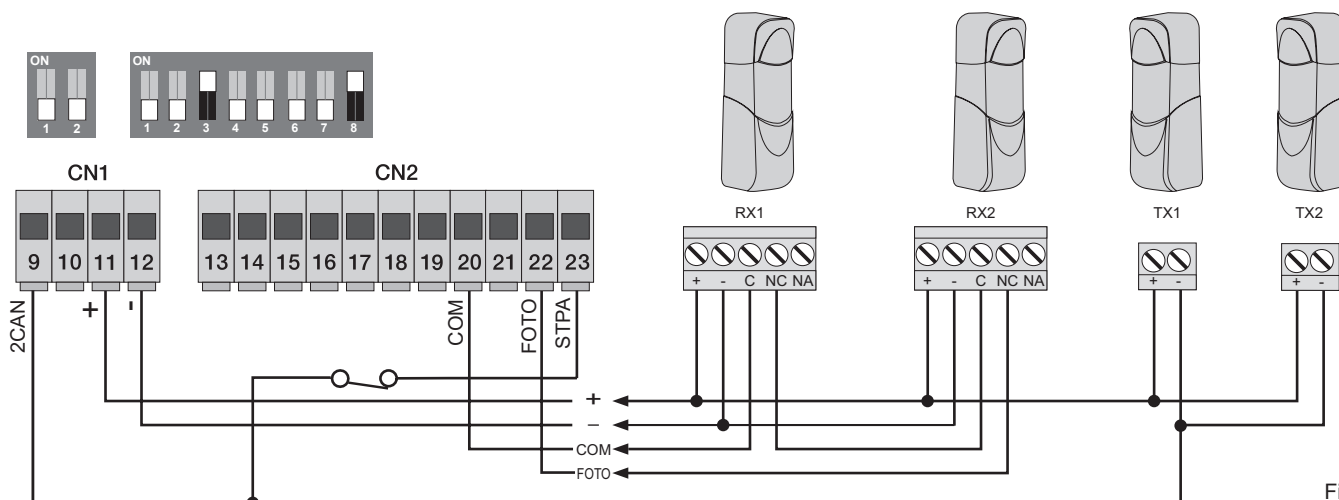 ON
1 2
ON
1 2 3 4 5 6 7 8
CN1
CN2
9 10 11 12
13 14 15 16 17 18 19 20 21 22 23
2CAN
+
-
COM
FOTO
STPA
RX1
+ - C NC NA
RX2
+ - C NC NA
TX1
+ -
TX2
+ -
+
–
COM
FOTO